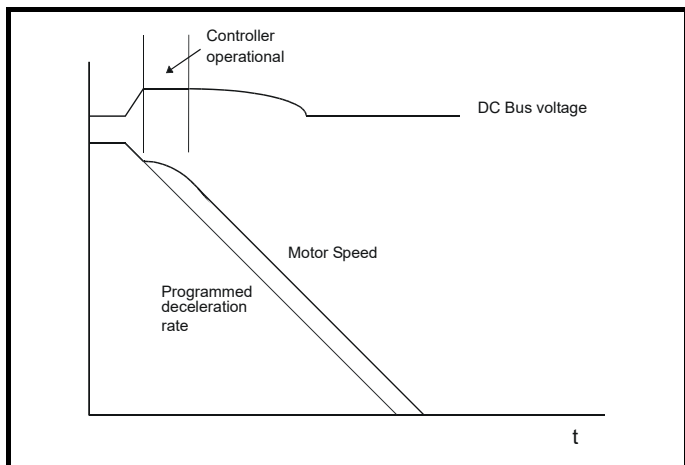 Controller
operational
DC Bus voltage
Motor Speed
Programmed
deceleration
rate
t